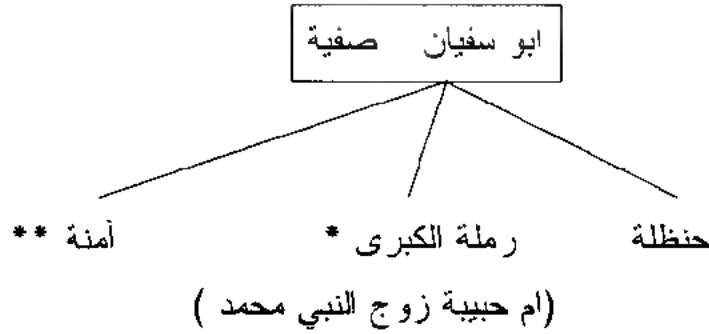 ابو سفيان صفية
حنظلة رملة الكبرى * أمنة **
(ام حبيبة زوج النبي محمد )